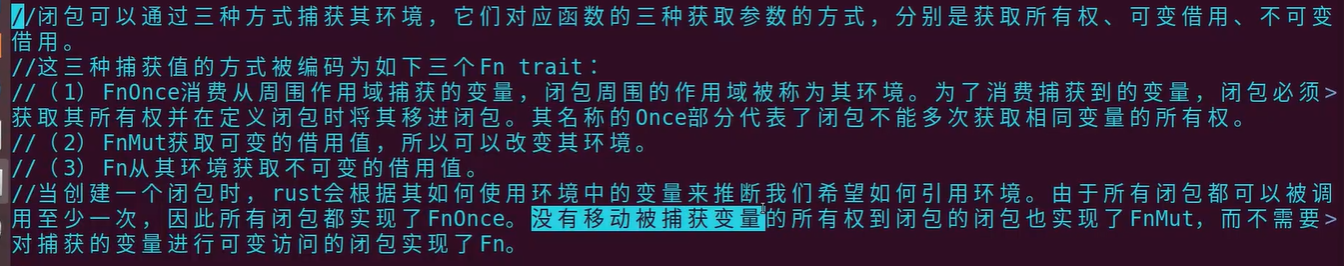 //闭包可以通过三种方式捕获其环境，它们对应函数的三种获取参数的方式，分别是获取所有权、可变借用、不可变
借用。
//这三种捕获值的方式被编码为如下三个Fn trait：
//（1）FnOnce消费从周围作用域捕获的变量，闭包周围的作用域被称为其环境。为了消费捕获到的变量，闭包必须>
获取其所有权并在定义闭包时将其移进闭包。其名称的Once部分代表了闭包不能多次获取相同变量的所有权。
//（2）FnMut获取可变的借用值，所以可以改变其环境。
//（3）Fn从其环境获取不可变的借用值。
//当创建一个闭包时，rust会根据其如何使用环境中的变量来推断我们希望如何引用环境。由于所有闭包都可以被调
用至少一次，因此所有闭包都实现了FnOnce。没有移动被捕获变量的所有权到闭包的闭包也实现了FnMut，而不需要>
对捕获的变量进行可变访问的闭包实现了Fn。